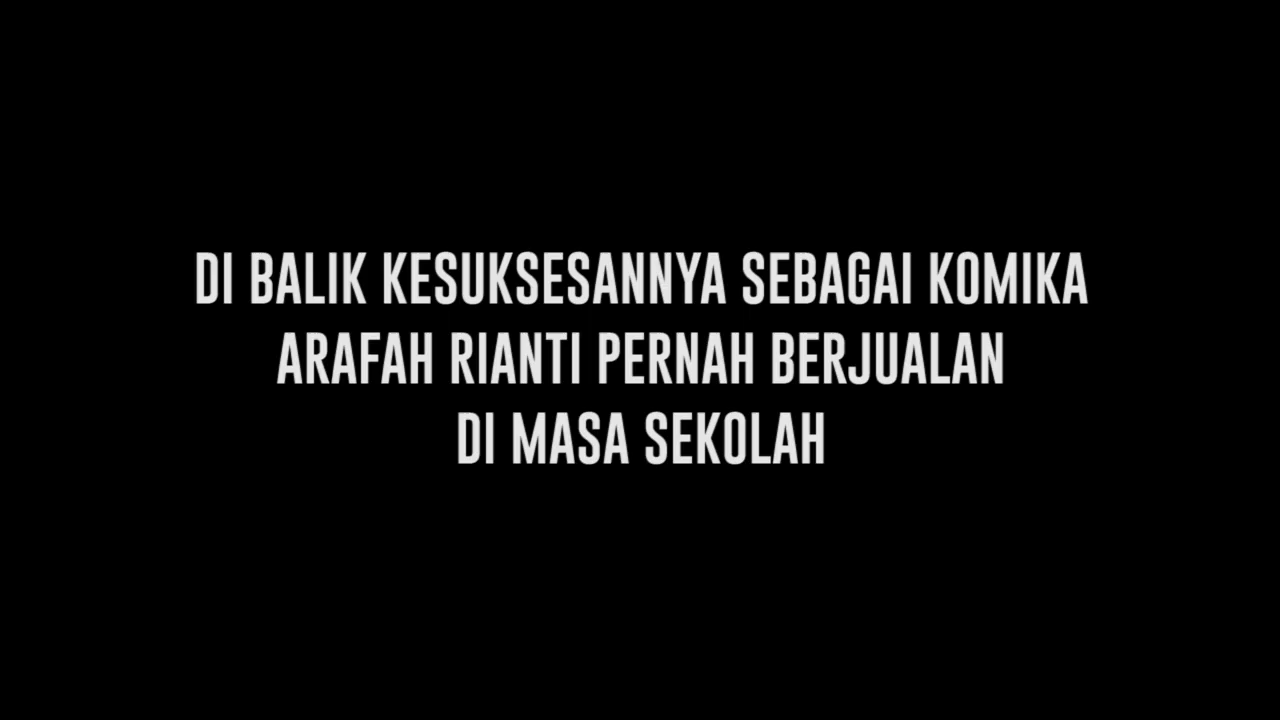 DI BALIK KESUKSESANNYA SEBAGAI KOMIKA
ARAFAH RIANTI PERNAH BERJUALAN
DI MASA SEKOLAH